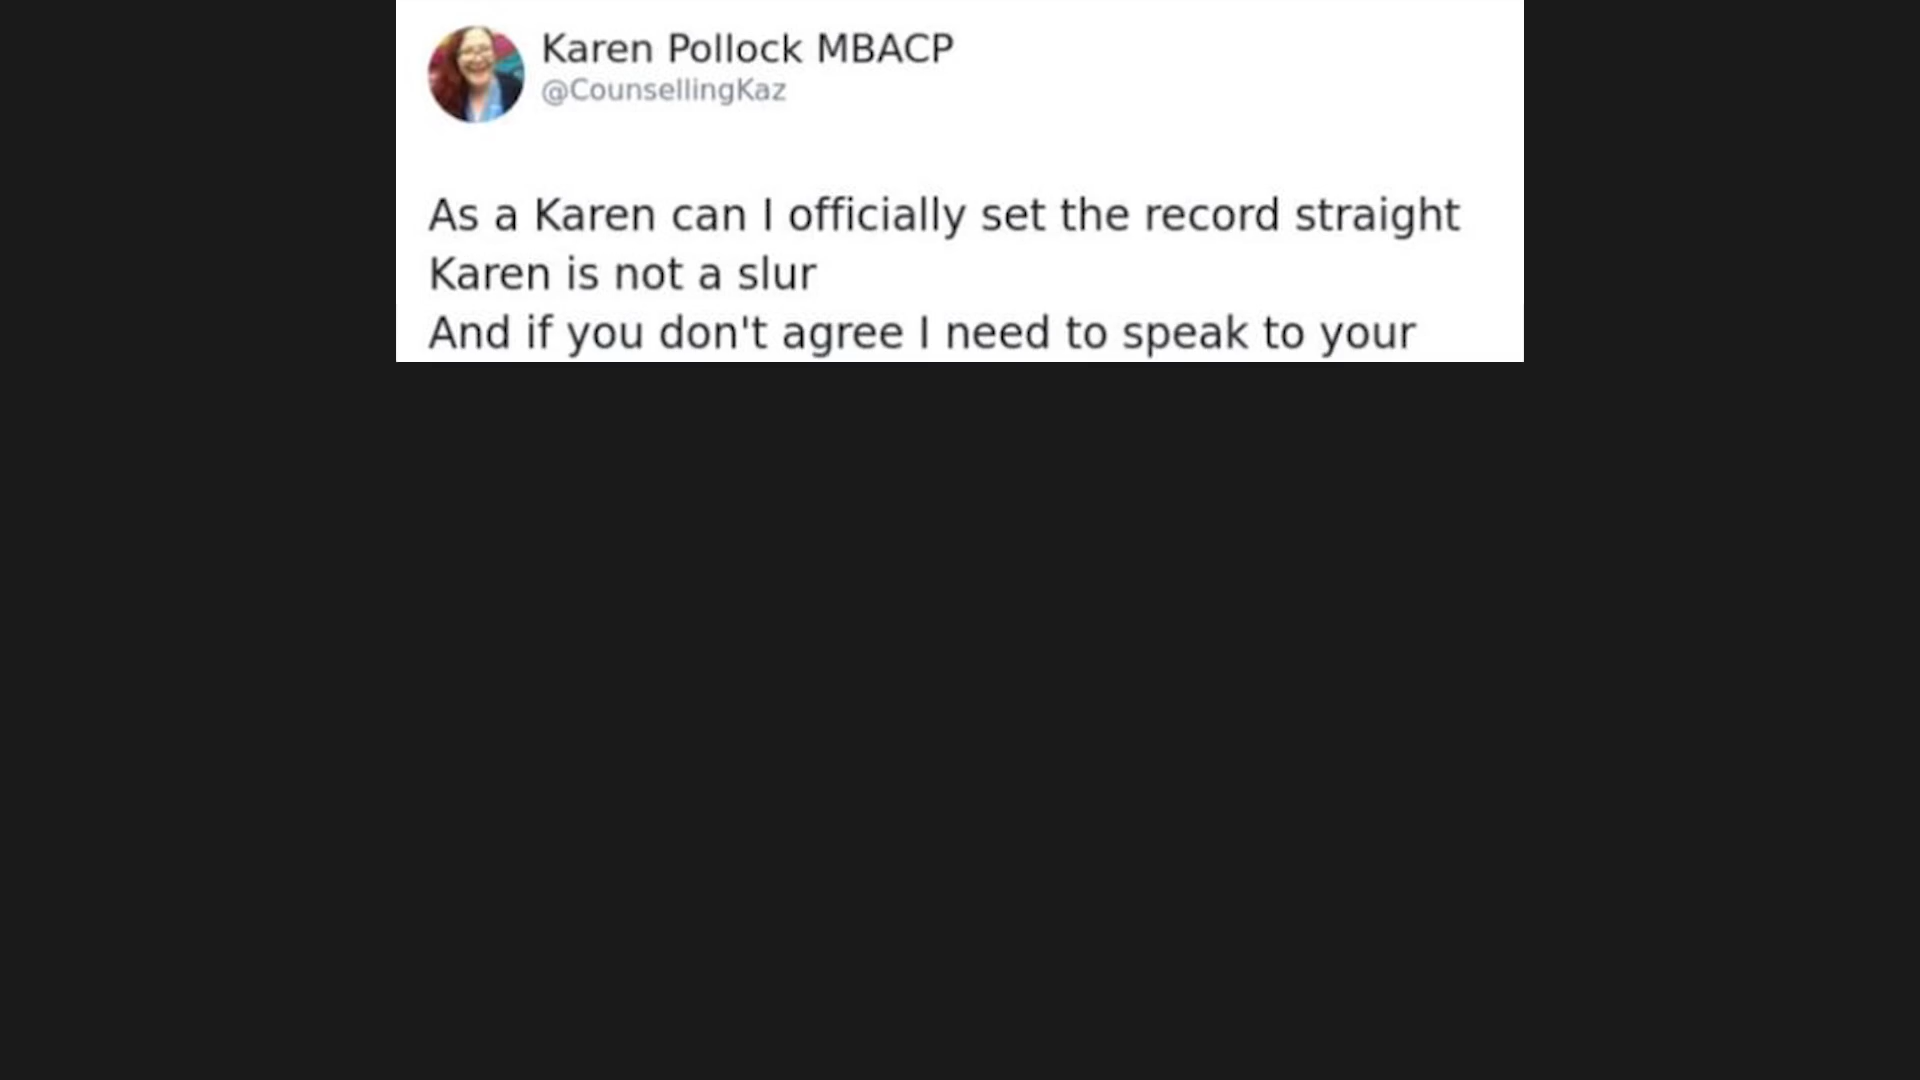 Karen Pollock MBACP
@CounsellingKaz
As a Karen can I officially set the record straight
Karen is not a slur
And if you don't agree I need to speak to your